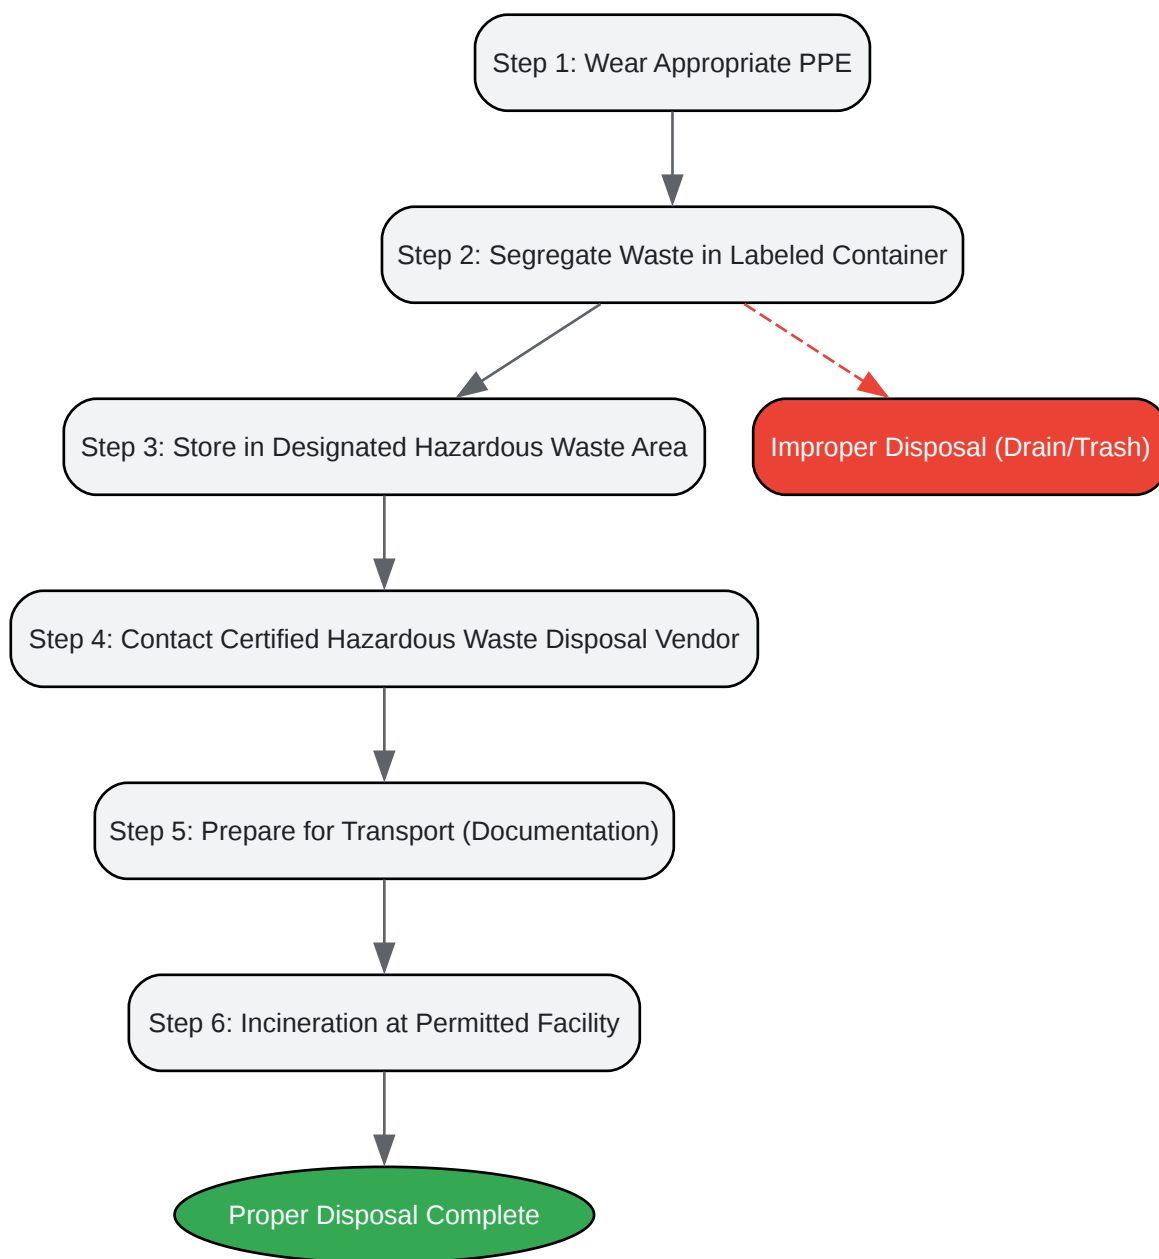 Step 1: Wear Appropriate PPE
Step 2: Segregate Waste in Labeled Container
Step 3: Store in Designated Hazardous Waste Area
Improper Disposal (Drain/Trash)
Step 4: Contact Certified Hazardous Waste Disposal Vendor
Step 5: Prepare for Transport (Documentation)
Step 6: Incineration at Permitted Facility
Proper Disposal Complete